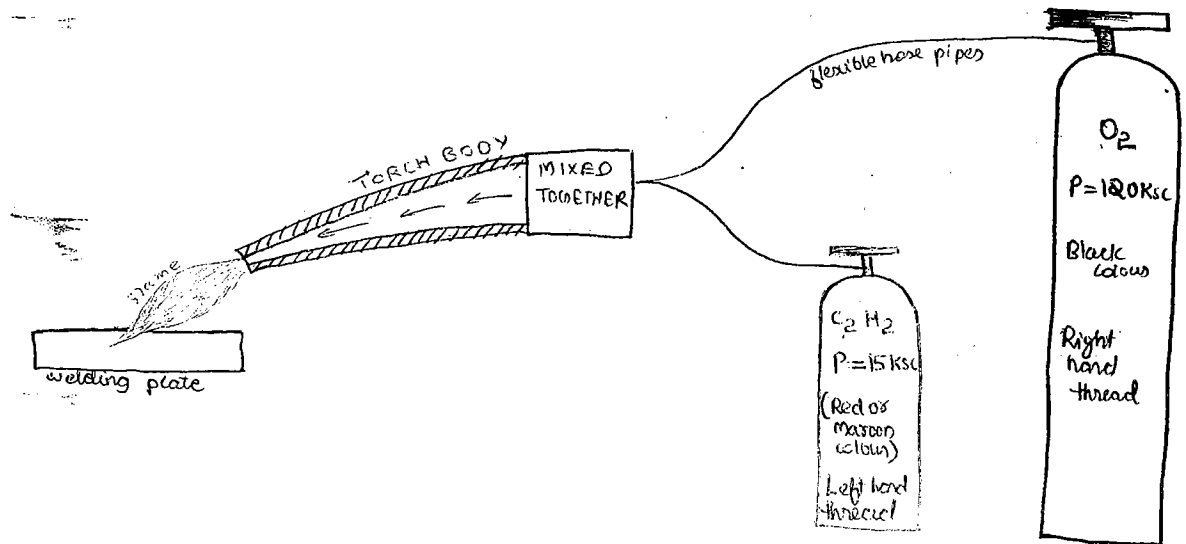 flexible hose pipes
TORCH BODY
MIXED
TOGETHER
flame
welding plate
O2
P=120Ksc
Black
colour
Right
hand
thread
C2H2
P=15Ksc
(Red or
maroon
colour)
Left hand
thread